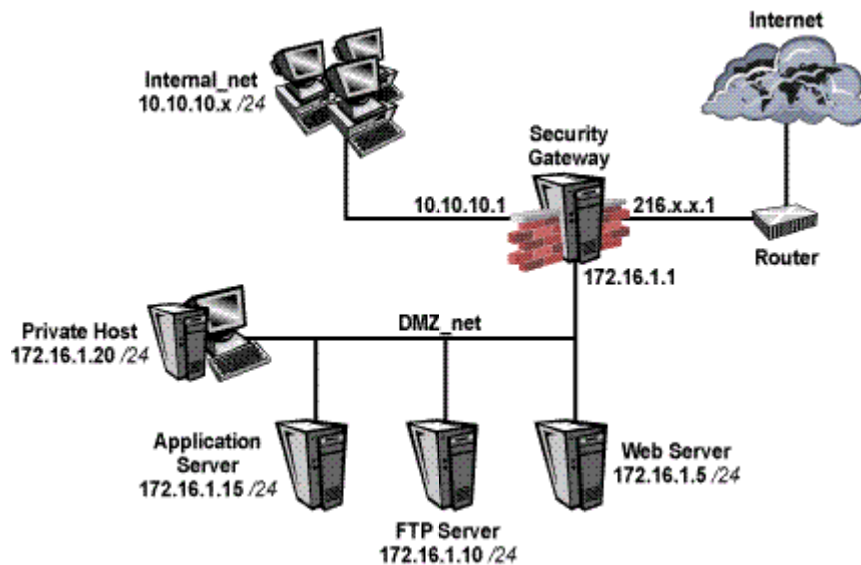 Internet
Internal_net
10.10.10.x /24
Security
Gateway
10.10.10.1
216.x.x.1
Router
172.16.1.1
DMZ_net
Private Host
172.16.1.20 /24
Application
Server
172.16.1.15 /24
Web Server
172.16.1.5 /24
FTP Server
172.16.1.10 /24